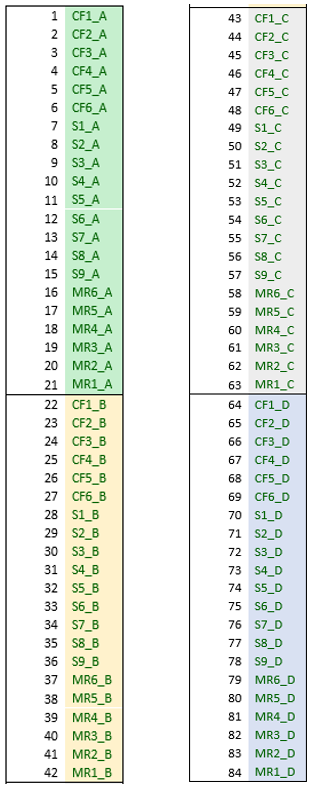 1 CF1_A
2 CF2_A
3 CF3_A
4 CF4_A
5 CF5_A
6 CF6_A
7 S1_A
8 S2_A
9 S3_A
10 S4_A
11 S5_A
12 S6_A
13 S7_A
14 S8_A
15 S9_A
16 MR6_A
17 MR5_A
18 MR4_A
19 MR3_A
20 MR2_A
21 MR1_A
22 CF1_B
23 CF2_B
24 CF3_B
25 CF4_B
26 CF5_B
27 CF6_B
28 S1_B
29 S2_B
30 S3_B
31 S4_B
32 S5_B
33 S6_B
34 S7_B
35 S8_B
36 S9_B
37 MR6_B
38 MR5_B
39 MR4_B
40 MR3_B
41 MR2_B
42 MR1_B
43 CF1_C
44 CF2_C
45 CF3_C
46 CF4_C
47 CF5_C
48 CF6_C
49 S1_C
50 S2_C
51 S3_C
52 S4_C
53 S5_C
54 S6_C
55 S7_C
56 S8_C
57 S9_C
58 MR6_C
59 MR5_C
60 MR4_C
61 MR3_C
62 MR2_C
63 MR1_C
64 CF1_D
65 CF2_D
66 CF3_D
67 CF4_D
68 CF5_D
69 CF6_D
70 S1_D
71 S2_D
72 S3_D
73 S4_D
74 S5_D
75 S6_D
76 S7_D
77 S8_D
78 S9_D
79 MR6_D
80 MR5_D
81 MR4_D
82 MR3_D
83 MR2_D
84 MR1_D